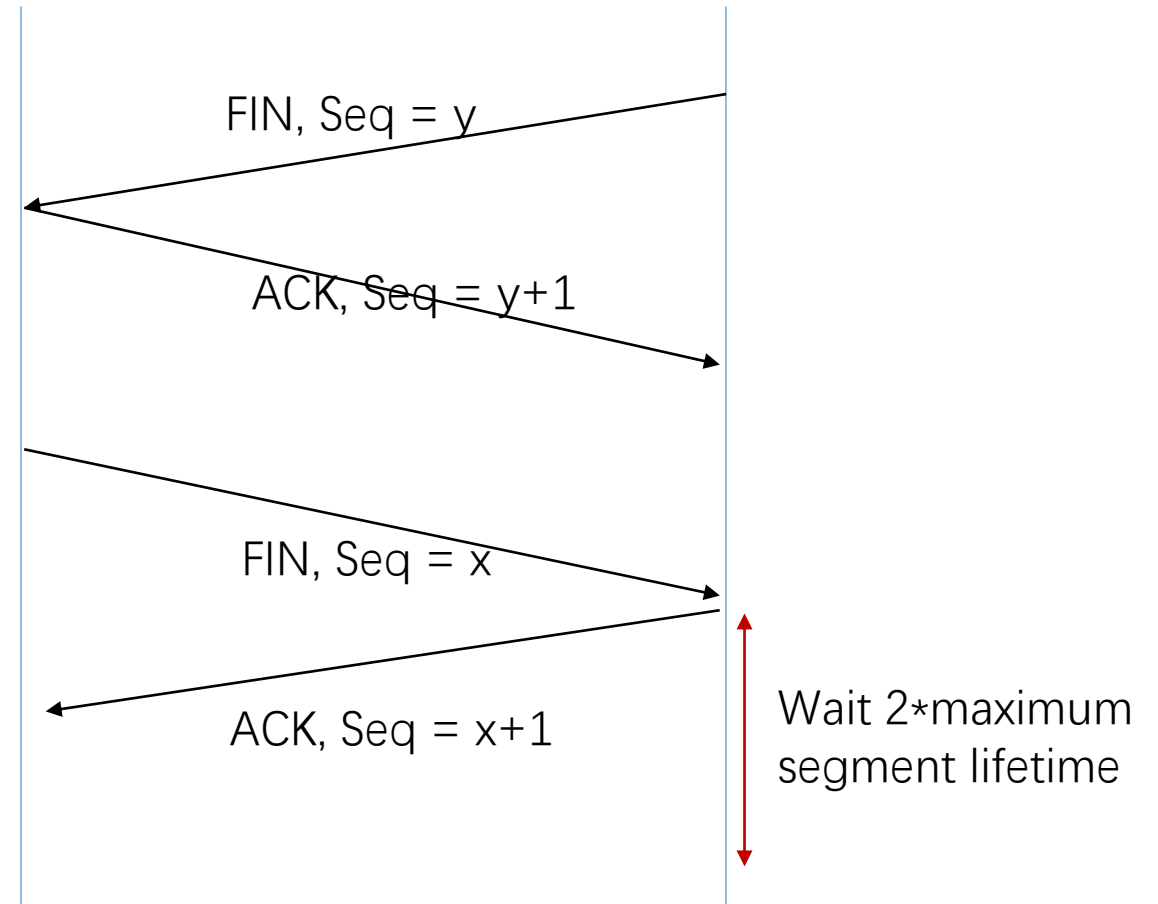 FIN, Seq = y
ACK, Seq = y+1
FIN, Seq = x
ACK, Seq = x+1
Wait 2*maximum
segment lifetime